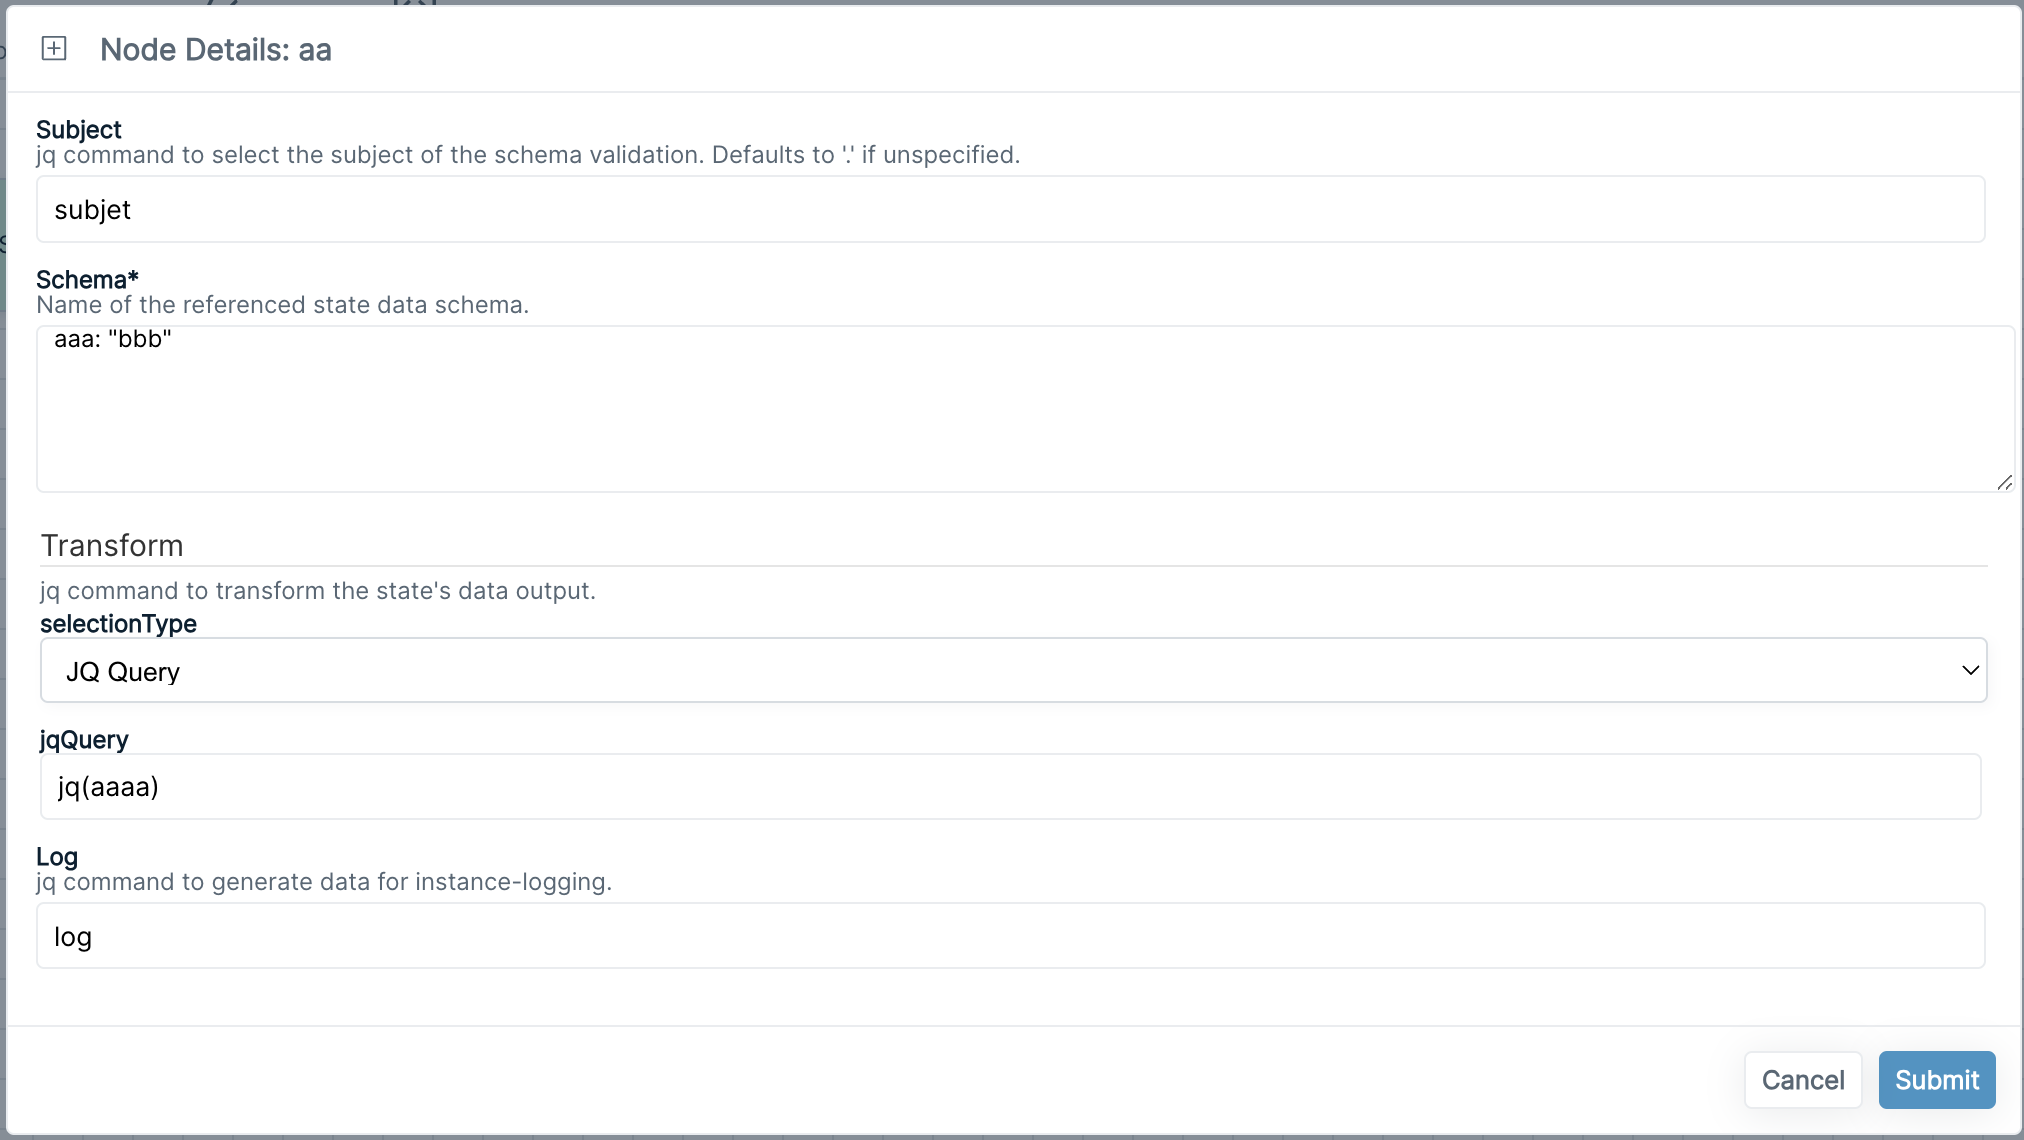 Node Details: aa
Subject
jq command to select the subject of the schema validation. Defaults to '.' if unspecified.
subjet
Schema*
Name of the referenced state data schema.
aaa: "bbb"
Transform
jq command to transform the state's data output.
selectionType
JQ Query
jqQuery
jq(aaaa)
Log
jq command to generate data for instance-logging.
log
Cancel
Submit